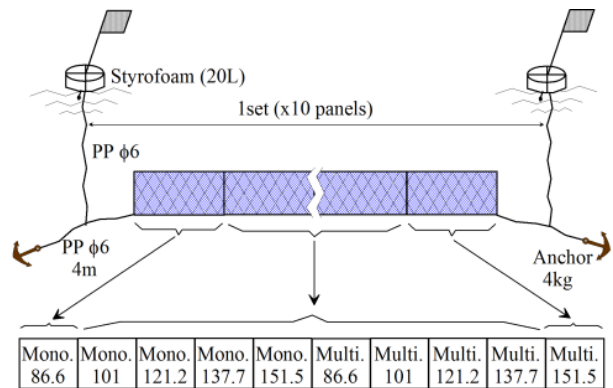 Styrofoam (20L)
1set (x10 panels)
PP ϕ6
PP ϕ6
4m
Anchor
4kg
Mono. Mono. Mono. Mono. Mono. Multi. Multi. Multi. Multi. Multi.
86.6 101 121.2 137.7 151.5 86.6 101 121.2 137.7 151.5